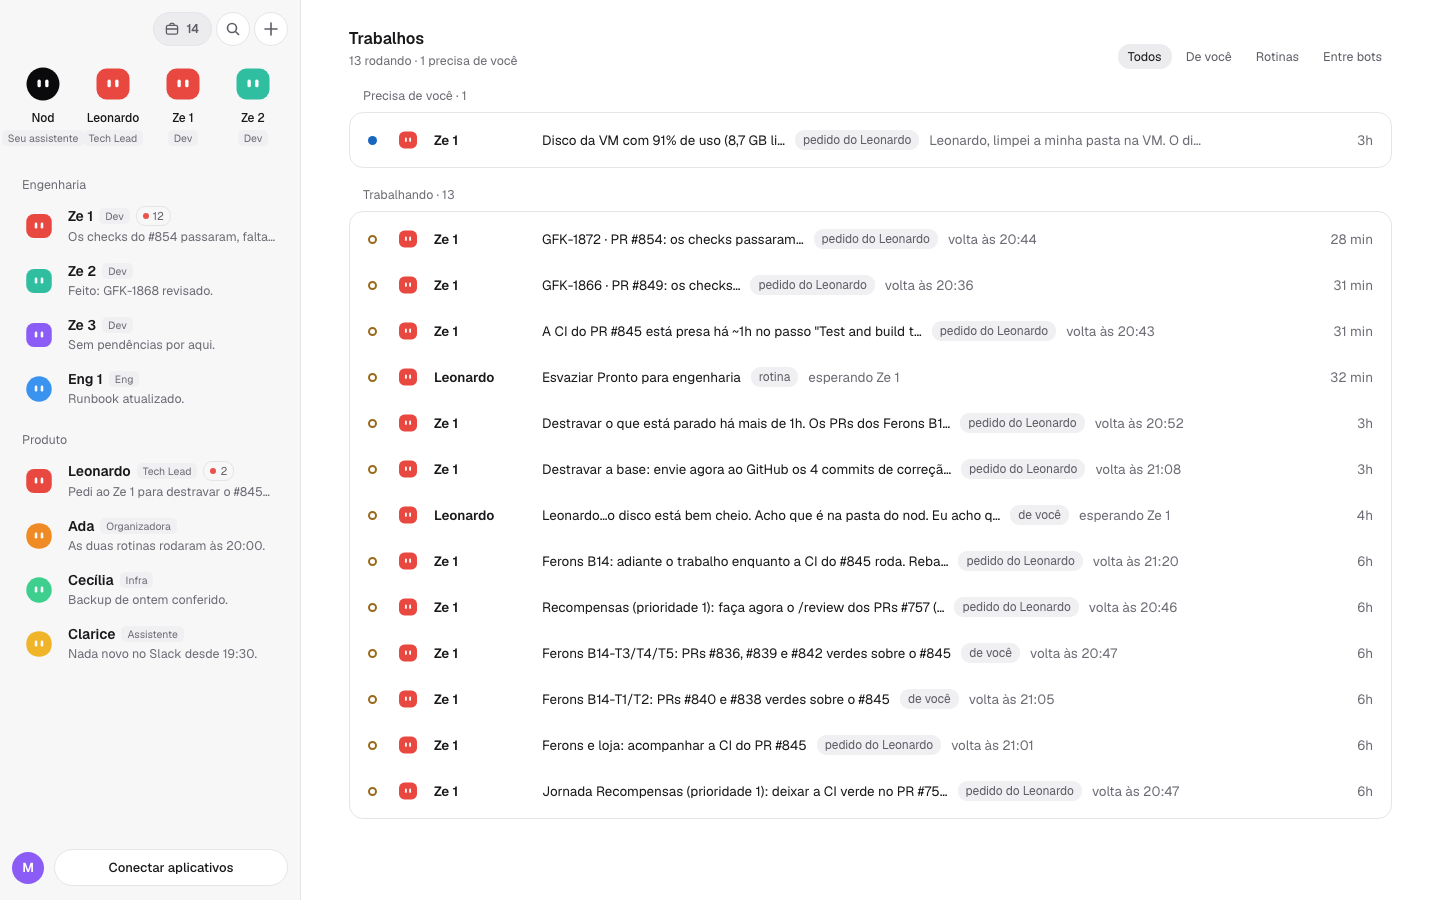 14
Nod
Seu assistente
Leonardo
Tech Lead
Ze 1
Dev
Ze 2
Dev
Engenharia
Ze 1 Dev 12
Os checks do #854 passaram, falta...
Ze 2 Dev
Feito: GFK-1868 revisado.
Ze 3 Dev
Sem pendências por aqui.
Eng 1 Eng
Runbook atualizado.
Produto
Leonardo Tech Lead 2
Pedi ao Ze 1 para destravar o #845...
Ada Organizadora
As duas rotinas rodaram às 20:00.
Cecília Infra
Backup de ontem conferido.
Clarice Assistente
Nada novo no Slack desde 19:30.
M
Conectar aplicativos
Trabalhos
13 rodando · 1 precisa de você
Todos De você Rotinas Entre bots
Precisa de você · 1
Ze 1 Disco da VM com 91% de uso (8,7 GB li... pedido do Leonardo Leonardo, limpei a minha pasta na VM. O di... 3h
Trabalhando · 13
Ze 1 GFK-1872 · PR #854: os checks passaram... pedido do Leonardo volta às 20:44 28 min
Ze 1 GFK-1866 · PR #849: os checks... pedido do Leonardo volta às 20:36 31 min
Ze 1 A CI do PR #845 está presa há ~1h no passo "Test and build t... pedido do Leonardo volta às 20:43 31 min
Leonardo Esvaziar Pronto para engenharia rotina esperando Ze 1 32 min
Ze 1 Destravar o que está parado há mais de 1h. Os PRs dos Ferons B1... pedido do Leonardo volta às 20:52 3h
Ze 1 Destravar a base: envie agora ao GitHub os 4 commits de correçã... pedido do Leonardo volta às 21:08 3h
Leonardo Leonardo...o disco está bem cheio. Acho que é na pasta do nod. Eu acho q... de você esperando Ze 1 4h
Ze 1 Ferons B14: adiante o trabalho enquanto a CI do #845 roda. Reba... pedido do Leonardo volta às 21:20 6h
Ze 1 Recompensas (prioridade 1): faça agora o /review dos PRs #757 (... pedido do Leonardo volta às 20:46 6h
Ze 1 Ferons B14-T3/T4/T5: PRs #836, #839 e #842 verdes sobre o #845 de você volta às 20:47 6h
Ze 1 Ferons B14-T1/T2: PRs #840 e #838 verdes sobre o #845 de você volta às 21:05 6h
Ze 1 Ferons e loja: acompanhar a CI do PR #845 pedido do Leonardo volta às 21:01 6h
Ze 1 Jornada Recompensas (prioridade 1): deixar a CI verde no PR #75... pedido do Leonardo volta às 20:47 6h